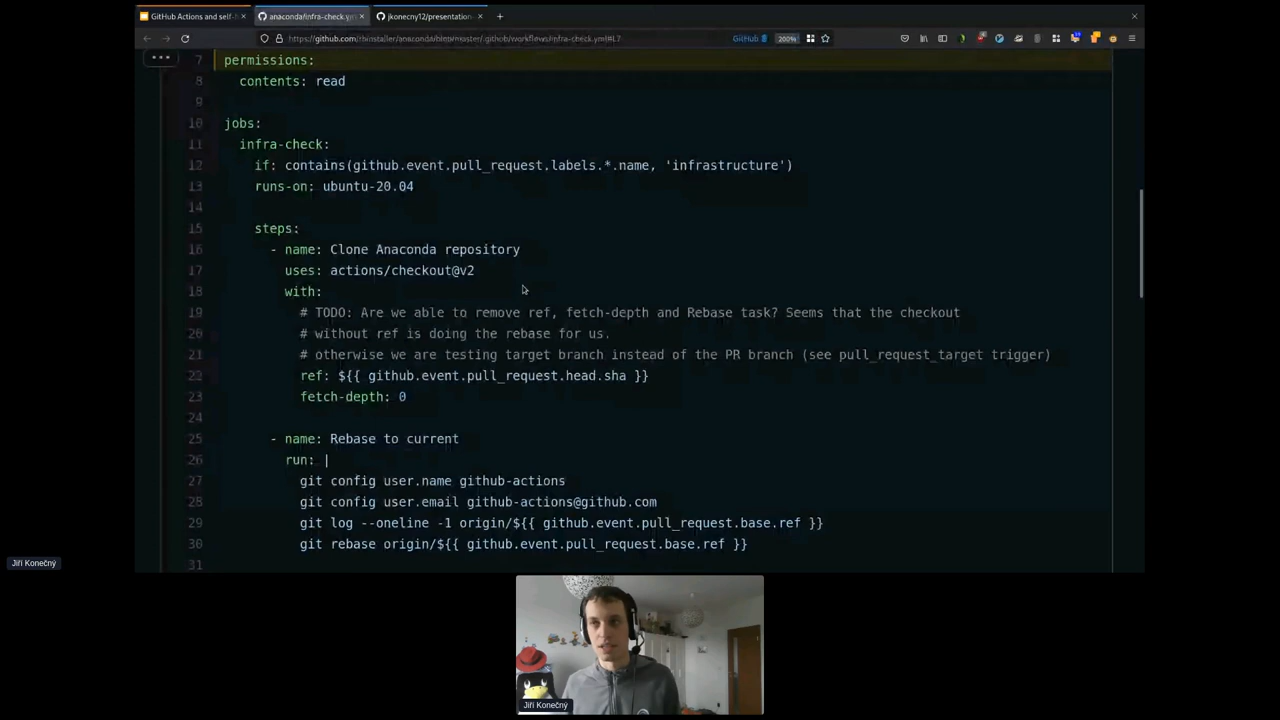 GitHub Actions and self-h
anaconda/infra-check.yml
jkonecny12/presentation
https://github.com/rhinstaller/anaconda/blob/master/.github/workflows/infra-check.yml#L7
GitHub
200%
7 permissions:
8 contents: read
9
10 jobs:
11 infra-check:
12 if: contains(github.event.pull_request.labels.*.name, 'infrastructure')
13 runs-on: ubuntu-20.04
14
15 steps:
16 - name: Clone Anaconda repository
17 uses: actions/checkout@v2
18 with:
19 # TODO: Are we able to remove ref, fetch-depth and Rebase task? Seems that the checkout
20 # without ref is doing the rebase for us.
21 # otherwise we are testing target branch instead of the PR branch (see pull_request_target trigger)
22 ref: ${{ github.event.pull_request.head.sha }}
23 fetch-depth: 0
24
25 - name: Rebase to current
26 run: |
27 git config user.name github-actions
28 git config user.email github-actions@github.com
29 git log --oneline -1 origin/${{ github.event.pull_request.base.ref }}
30 git rebase origin/${{ github.event.pull_request.base.ref }}
31
Jiří Konečný
Jiří Konečný